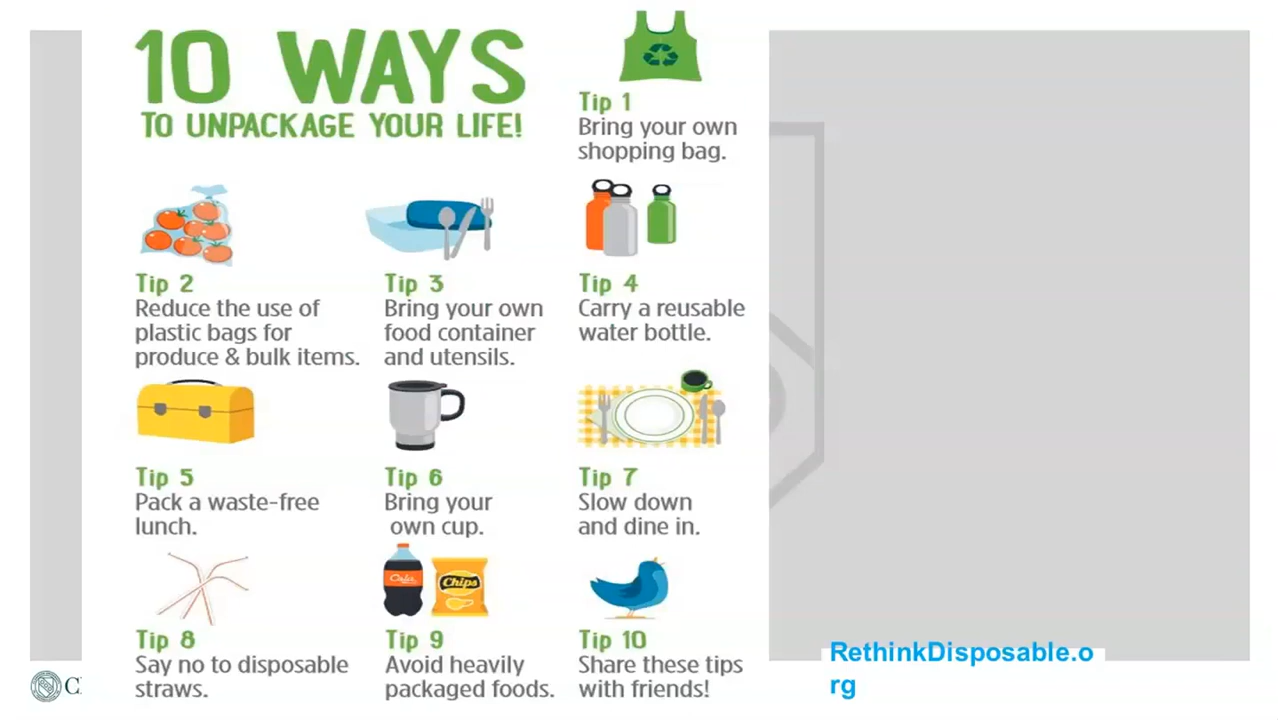 10 WAYS
TO UNPACKAGE YOUR LIFE!
Tip 1
Bring your own
shopping bag.
Tip 2
Reduce the use of
plastic bags for
produce & bulk items.
Tip 3
Bring your own
food container
and utensils.
Tip 4
Carry a reusable
water bottle.
Tip 5
Pack a waste-free
lunch.
Tip 6
Bring your
own cup.
Tip 7
Slow down
and dine in.
Cola
Chips
Tip 8
Say no to disposable
straws.
Tip 9
Avoid heavily
packaged foods.
Tip 10
Share these tips
with friends!
RethinkDisposable.o
rg